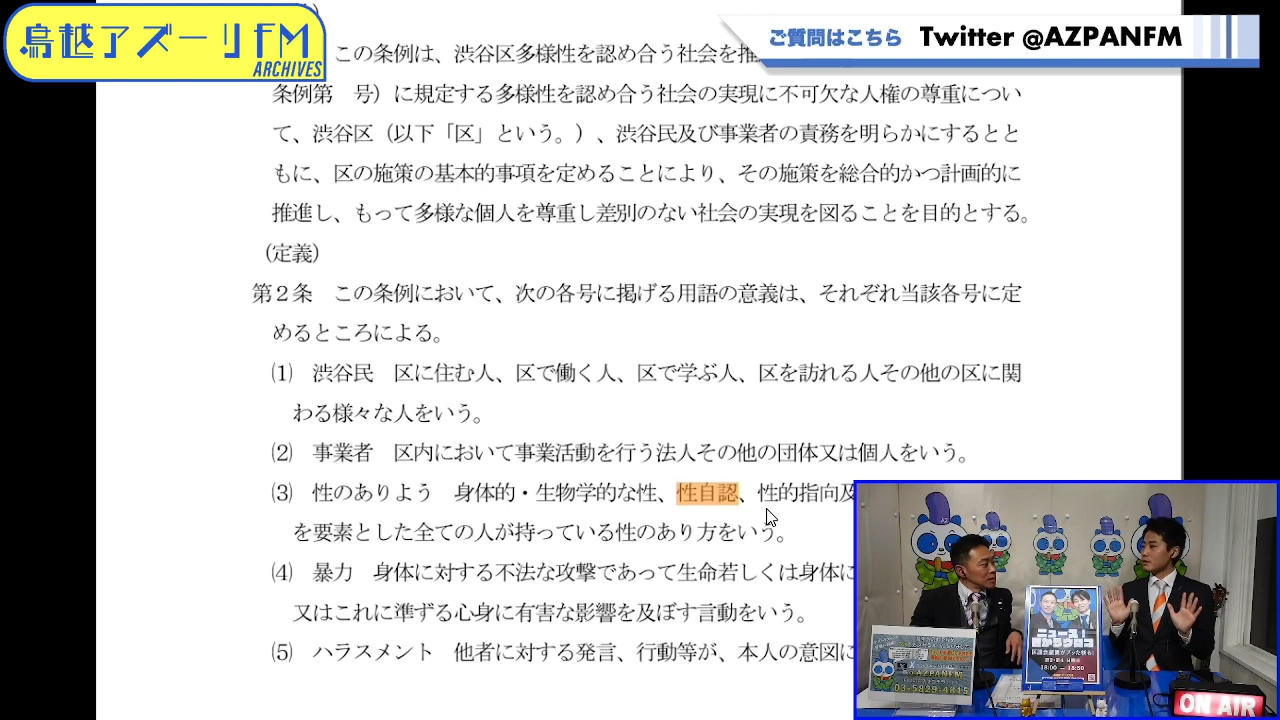 鳥越アズーリFM
ARCHIVES
ご質問はこちら Twitter @AZPANFM
この条例は、渋谷区多様性を認め合う社会を推
条例第　号）に規定する多様性を認め合う社会の実現に不可欠な人権の尊重につい
て、渋谷区（以下「区」という。）、渋谷民及び事業者の責務を明らかにするとと
もに、区の施策の基本的事項を定めることにより、その施策を総合的かつ計画的に
推進し、もって多様な個人を尊重し差別のない社会の実現を図ることを目的とする。
（定義）
第２条　この条例において、次の各号に掲げる用語の意義は、それぞれ当該各号に定
めるところによる。
⑴　渋谷民　区に住む人、区で働く人、区で学ぶ人、区を訪れる人その他の区に関
わる様々な人をいう。
⑵　事業者　区内において事業活動を行う法人その他の団体又は個人をいう。
⑶　性のありよう　身体的・生物学的な性、性自認、性的指向及
を要素とした全ての人が持っている性のあり方をいう。
⑷　暴力　身体に対する不法な攻撃であって生命若しくは身体に
又はこれに準ずる心身に有害な影響を及ぼす言動をいう。
⑸　ハラスメント　他者に対する発言、行動等が、本人の意図に
ニュース！
18:00 ― 18:50
@AZPANFM
03-5829-4815
ON AIR